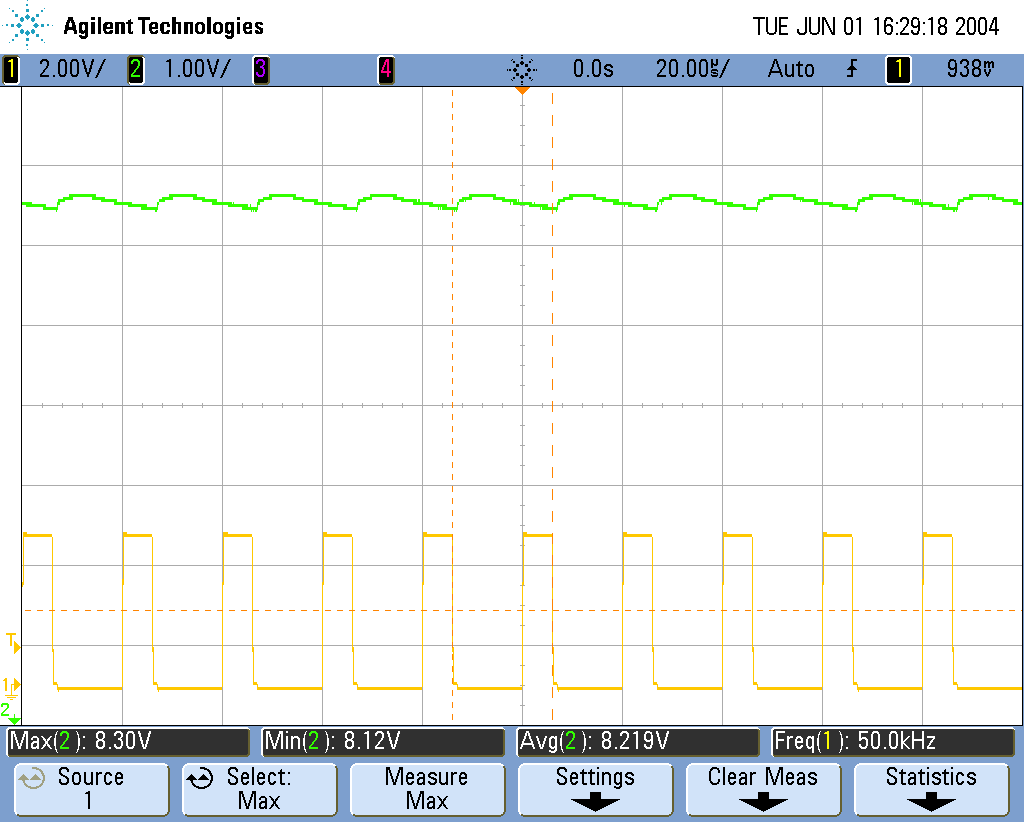 Agilent Technologies TUE JUN 01 16:29:18 2004
1 2.00V/ 2 1.00V/ 3 4 0.0s 20.00µs/ Auto 1 938mV
T
1
2
Max(2): 8.30V Min(2): 8.12V Avg(2): 8.219V Freq(1): 50.0kHz
Source Select: Measure Settings Clear Meas Statistics
1 Max Max